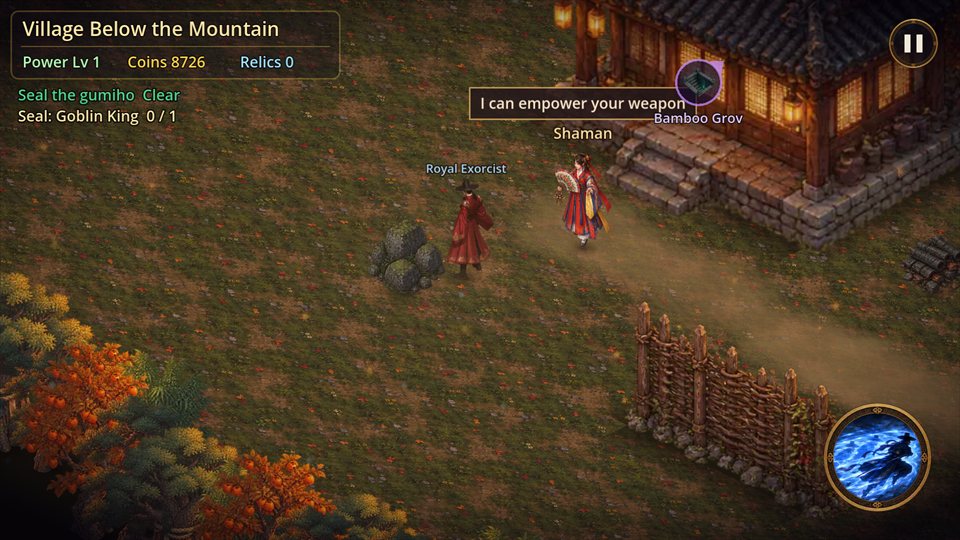 Village Below the Mountain
Power Lv 1 Coins 8726 Relics 0
Seal the gumiho Clear
Seal: Goblin King 0 / 1
I can empower your weapon
Bamboo Grov
Shaman
Royal Exorcist